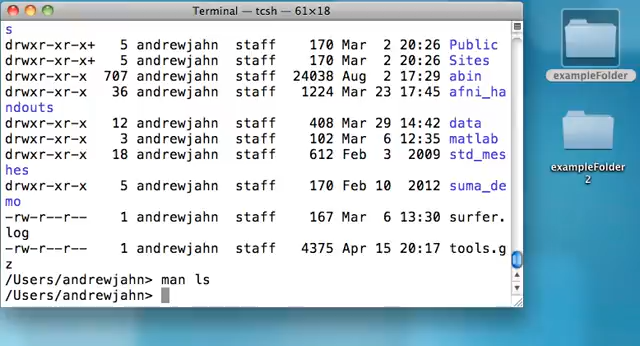 Terminal — tcsh — 61×18
s
drwxr-xr-x+   5 andrewjahn  staff    170 Mar  2 20:26 Public
drwxr-xr-x+   5 andrewjahn  staff    170 Mar  2 20:26 Sites
drwxr-xr-x  707 andrewjahn  staff  24038 Aug  2 17:29 abin
drwxr-xr-x   36 andrewjahn  staff   1224 Mar 23 17:45 afni_ha
ndouts
drwxr-xr-x   12 andrewjahn  staff    408 Mar 29 14:42 data
drwxr-xr-x    3 andrewjahn  staff    102 Mar  6 12:35 matlab
drwxr-xr-x   18 andrewjahn  staff    612 Feb  3  2009 std_mes
hes
drwxr-xr-x    5 andrewjahn  staff    170 Feb 10  2012 suma_de
mo
-rw-r--r--    1 andrewjahn  staff    167 Mar  6 13:30 surfer.
log
-rw-r--r--    1 andrewjahn  staff   4375 Apr 15 20:17 tools.g
z
/Users/andrewjahn> man ls
/Users/andrewjahn>
exampleFolder
exampleFolder
2